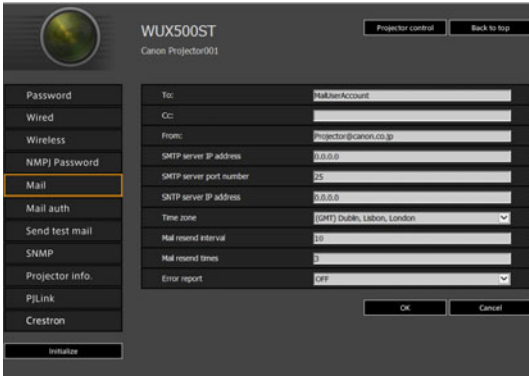 WUX500ST
Projector control
Back to top
Canon Projector001
Password
Wired
Wireless
NMPJ Password
Mail
Mail auth
Send test mail
SNMP
Projector info.
PJLink
Crestron
Initialize
To: MailUserAccount
Cc:
From: Projector@canon.co.jp
SMTP server IP address 0.0.0.0
SMTP server port number 25
SNTP server IP address 0.0.0.0
Time zone (GMT) Dublin, Lisbon, London
Mail resend interval 10
Mail resend times 3
Error report OFF
OK
Cancel